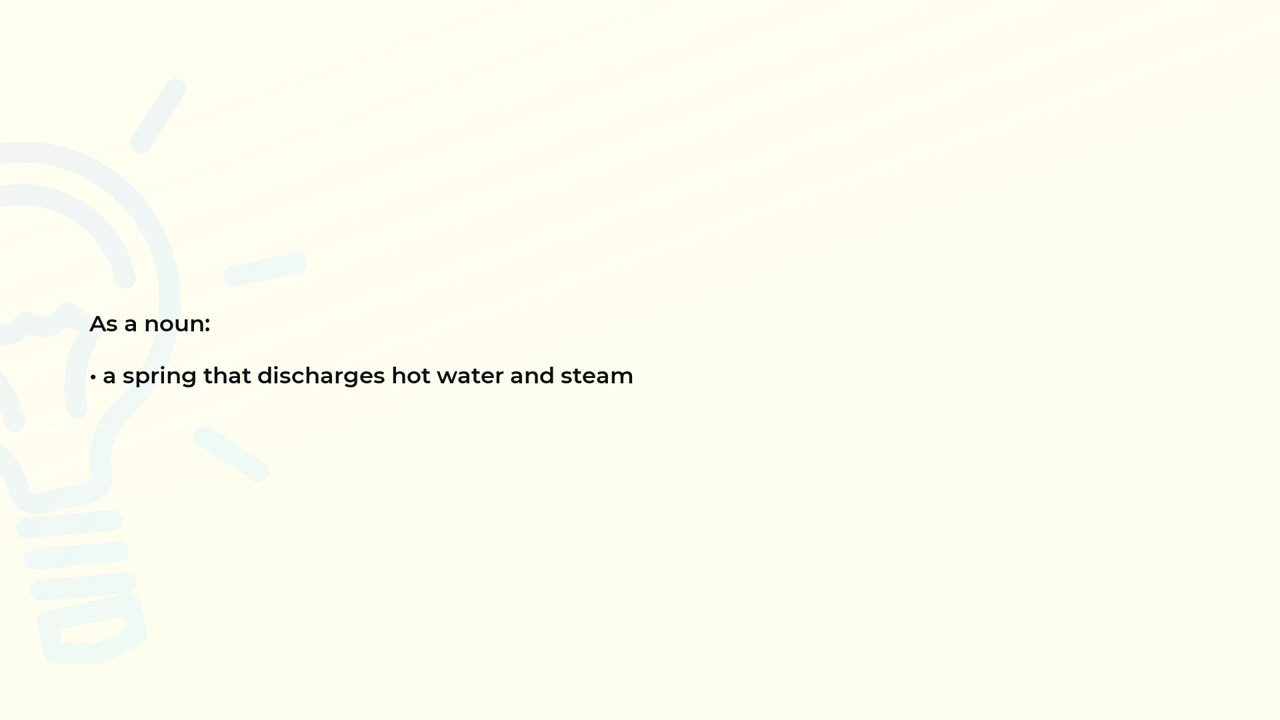 As a noun:
• a spring that discharges hot water and steam